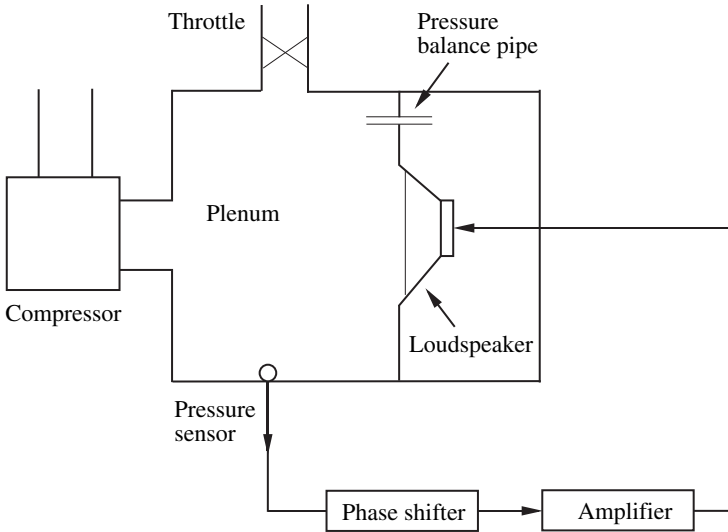 Throttle
Pressure
balance pipe
Plenum
Compressor
Loudspeaker
Pressure
sensor
Phase shifter
Amplifier